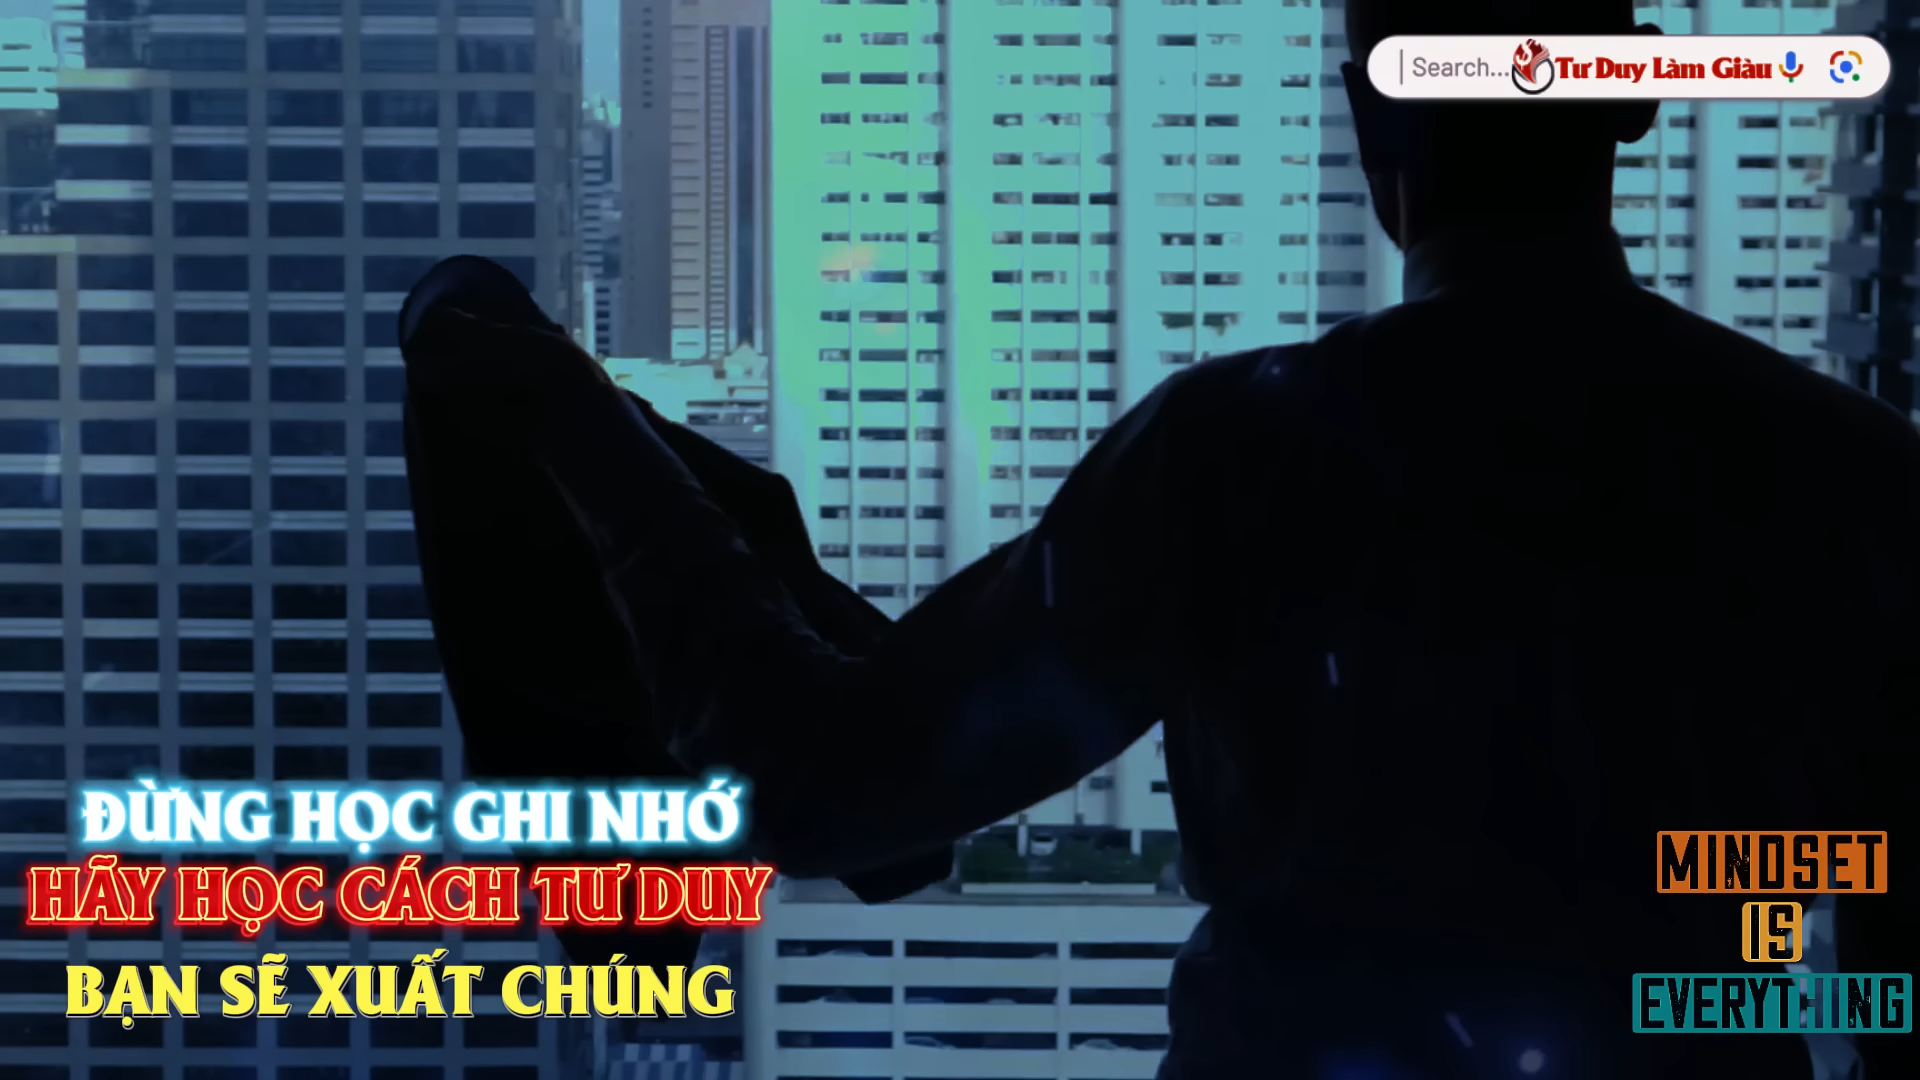 Search... Tư Duy Làm Giàu
ĐỪNG HỌC GHI NHỚ
HÃY HỌC CÁCH TƯ DUY
BẠN SẼ XUẤT CHÚNG
MINDSET
IS
EVERYTHING